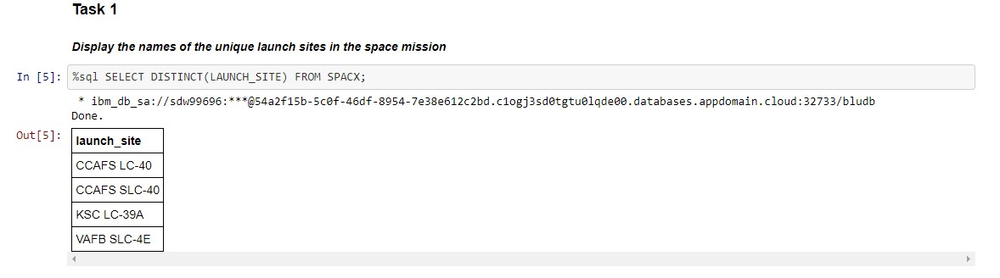 Task 1
Display the names of the unique launch sites in the space mission
In [5]: %sql SELECT DISTINCT(LAUNCH_SITE) FROM SPACX;
* ibm_db_sa://sdw99696:***@54a2f15b-5c0f-46df-8954-7e38e612c2bd.c1ogj3sd0tgtu0lqde00.databases.appdomain.cloud:32733/bludb
Done.
Out[5]: launch_site
CCAFS LC-40
CCAFS SLC-40
KSC LC-39A
VAFB SLC-4E